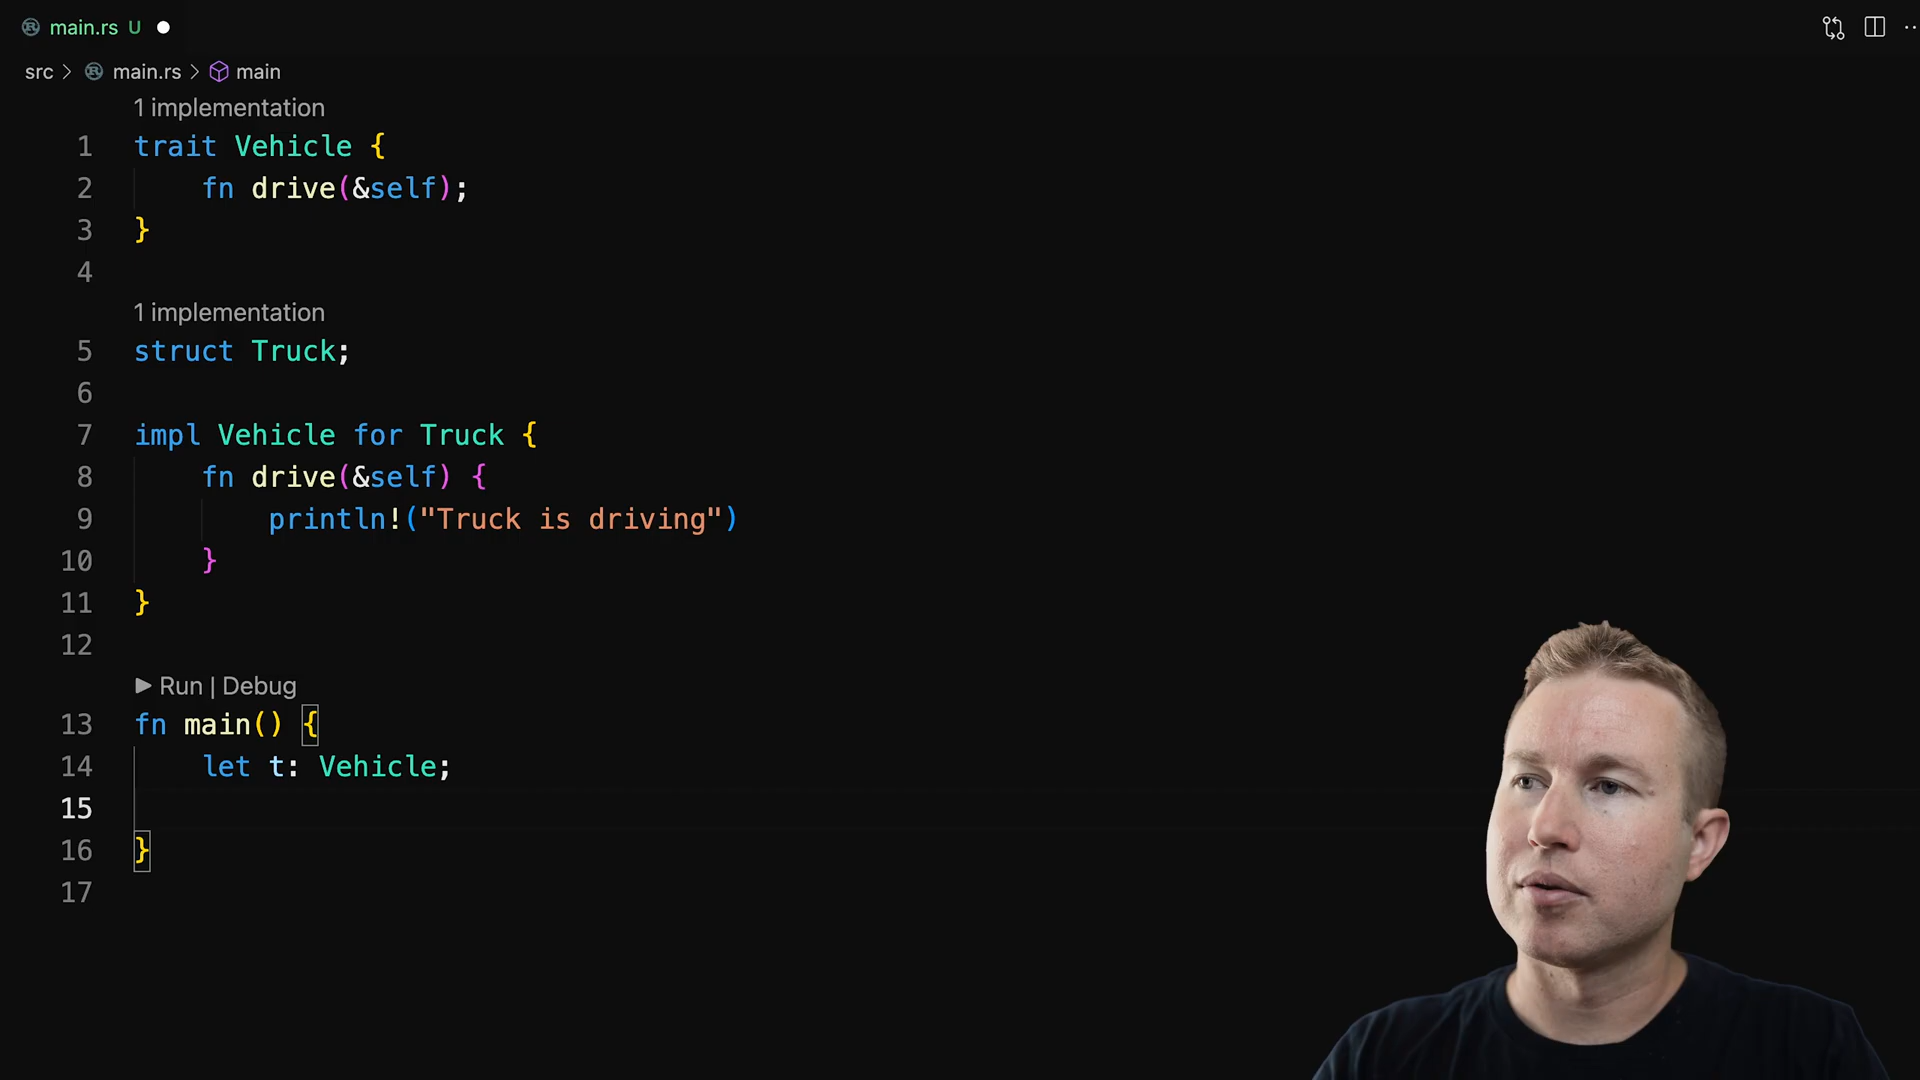 main.rs U
src > main.rs > main
1 implementation
1 trait Vehicle {
2     fn drive(&self);
3 }
4
1 implementation
5 struct Truck;
6
7 impl Vehicle for Truck {
8     fn drive(&self) {
9         println!("Truck is driving")
10     }
11 }
12
Run | Debug
13 fn main() {
14     let t: Vehicle;
15
16 }
17